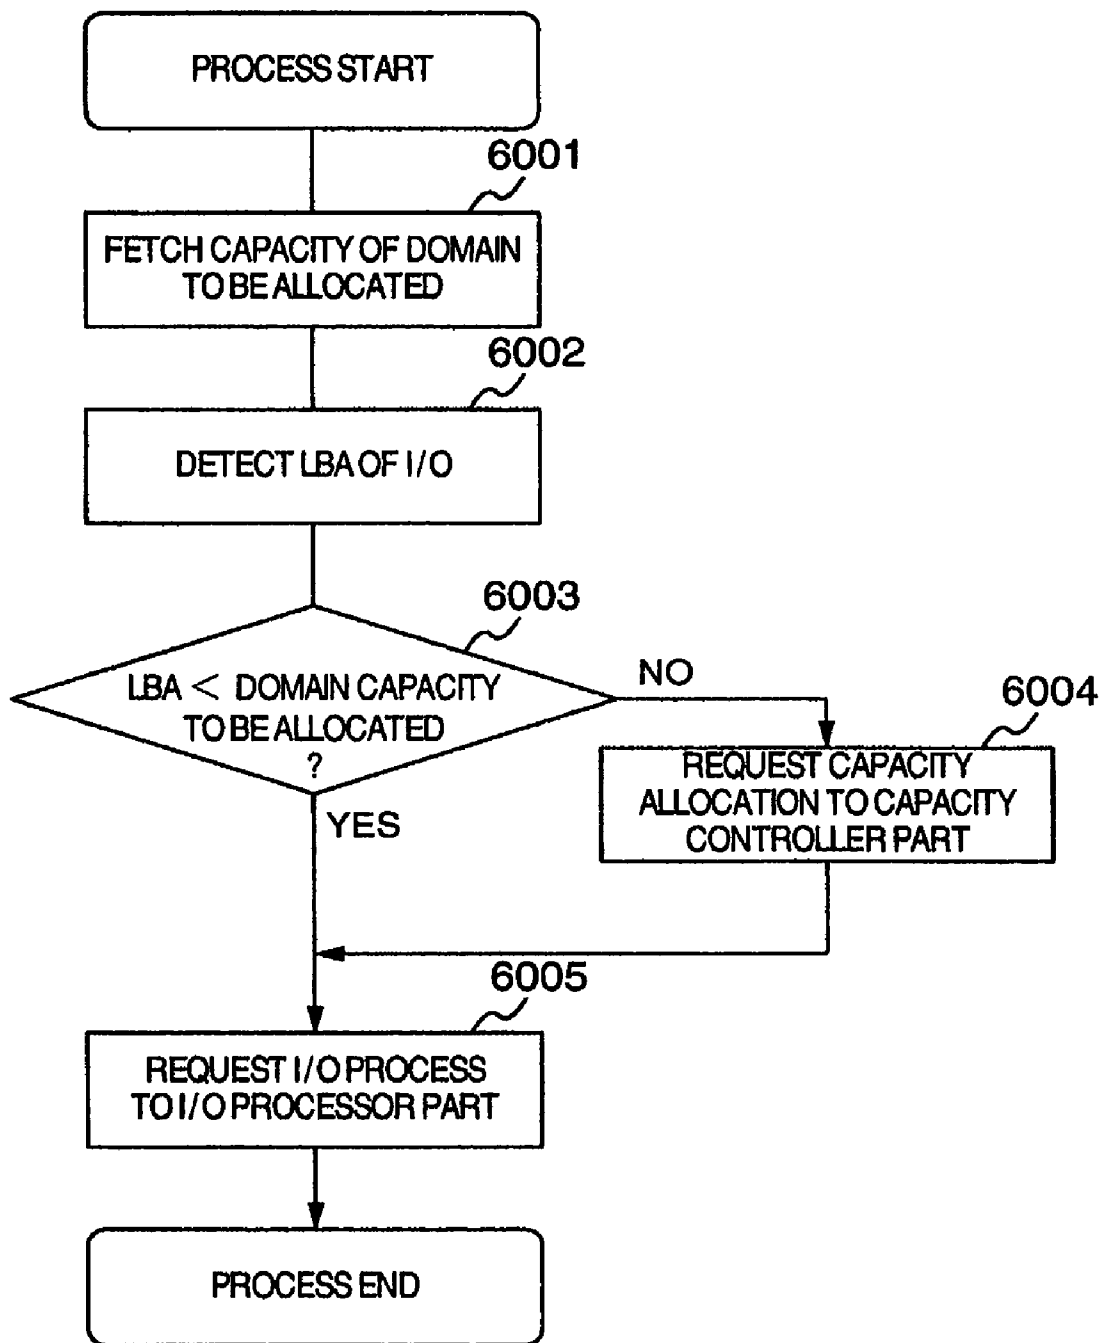 PROCESS START
6001
FETCH CAPACITY OF DOMAIN
TO BE ALLOCATED
6002
DETECT LBA OF I/O
6003
LBA < DOMAIN CAPACITY
TO BE ALLOCATED
?
NO
YES
6004
REQUEST CAPACITY
ALLOCATION TO CAPACITY
CONTROLLER PART
6005
REQUEST I/O PROCESS
TO I/O PROCESSOR PART
PROCESS END